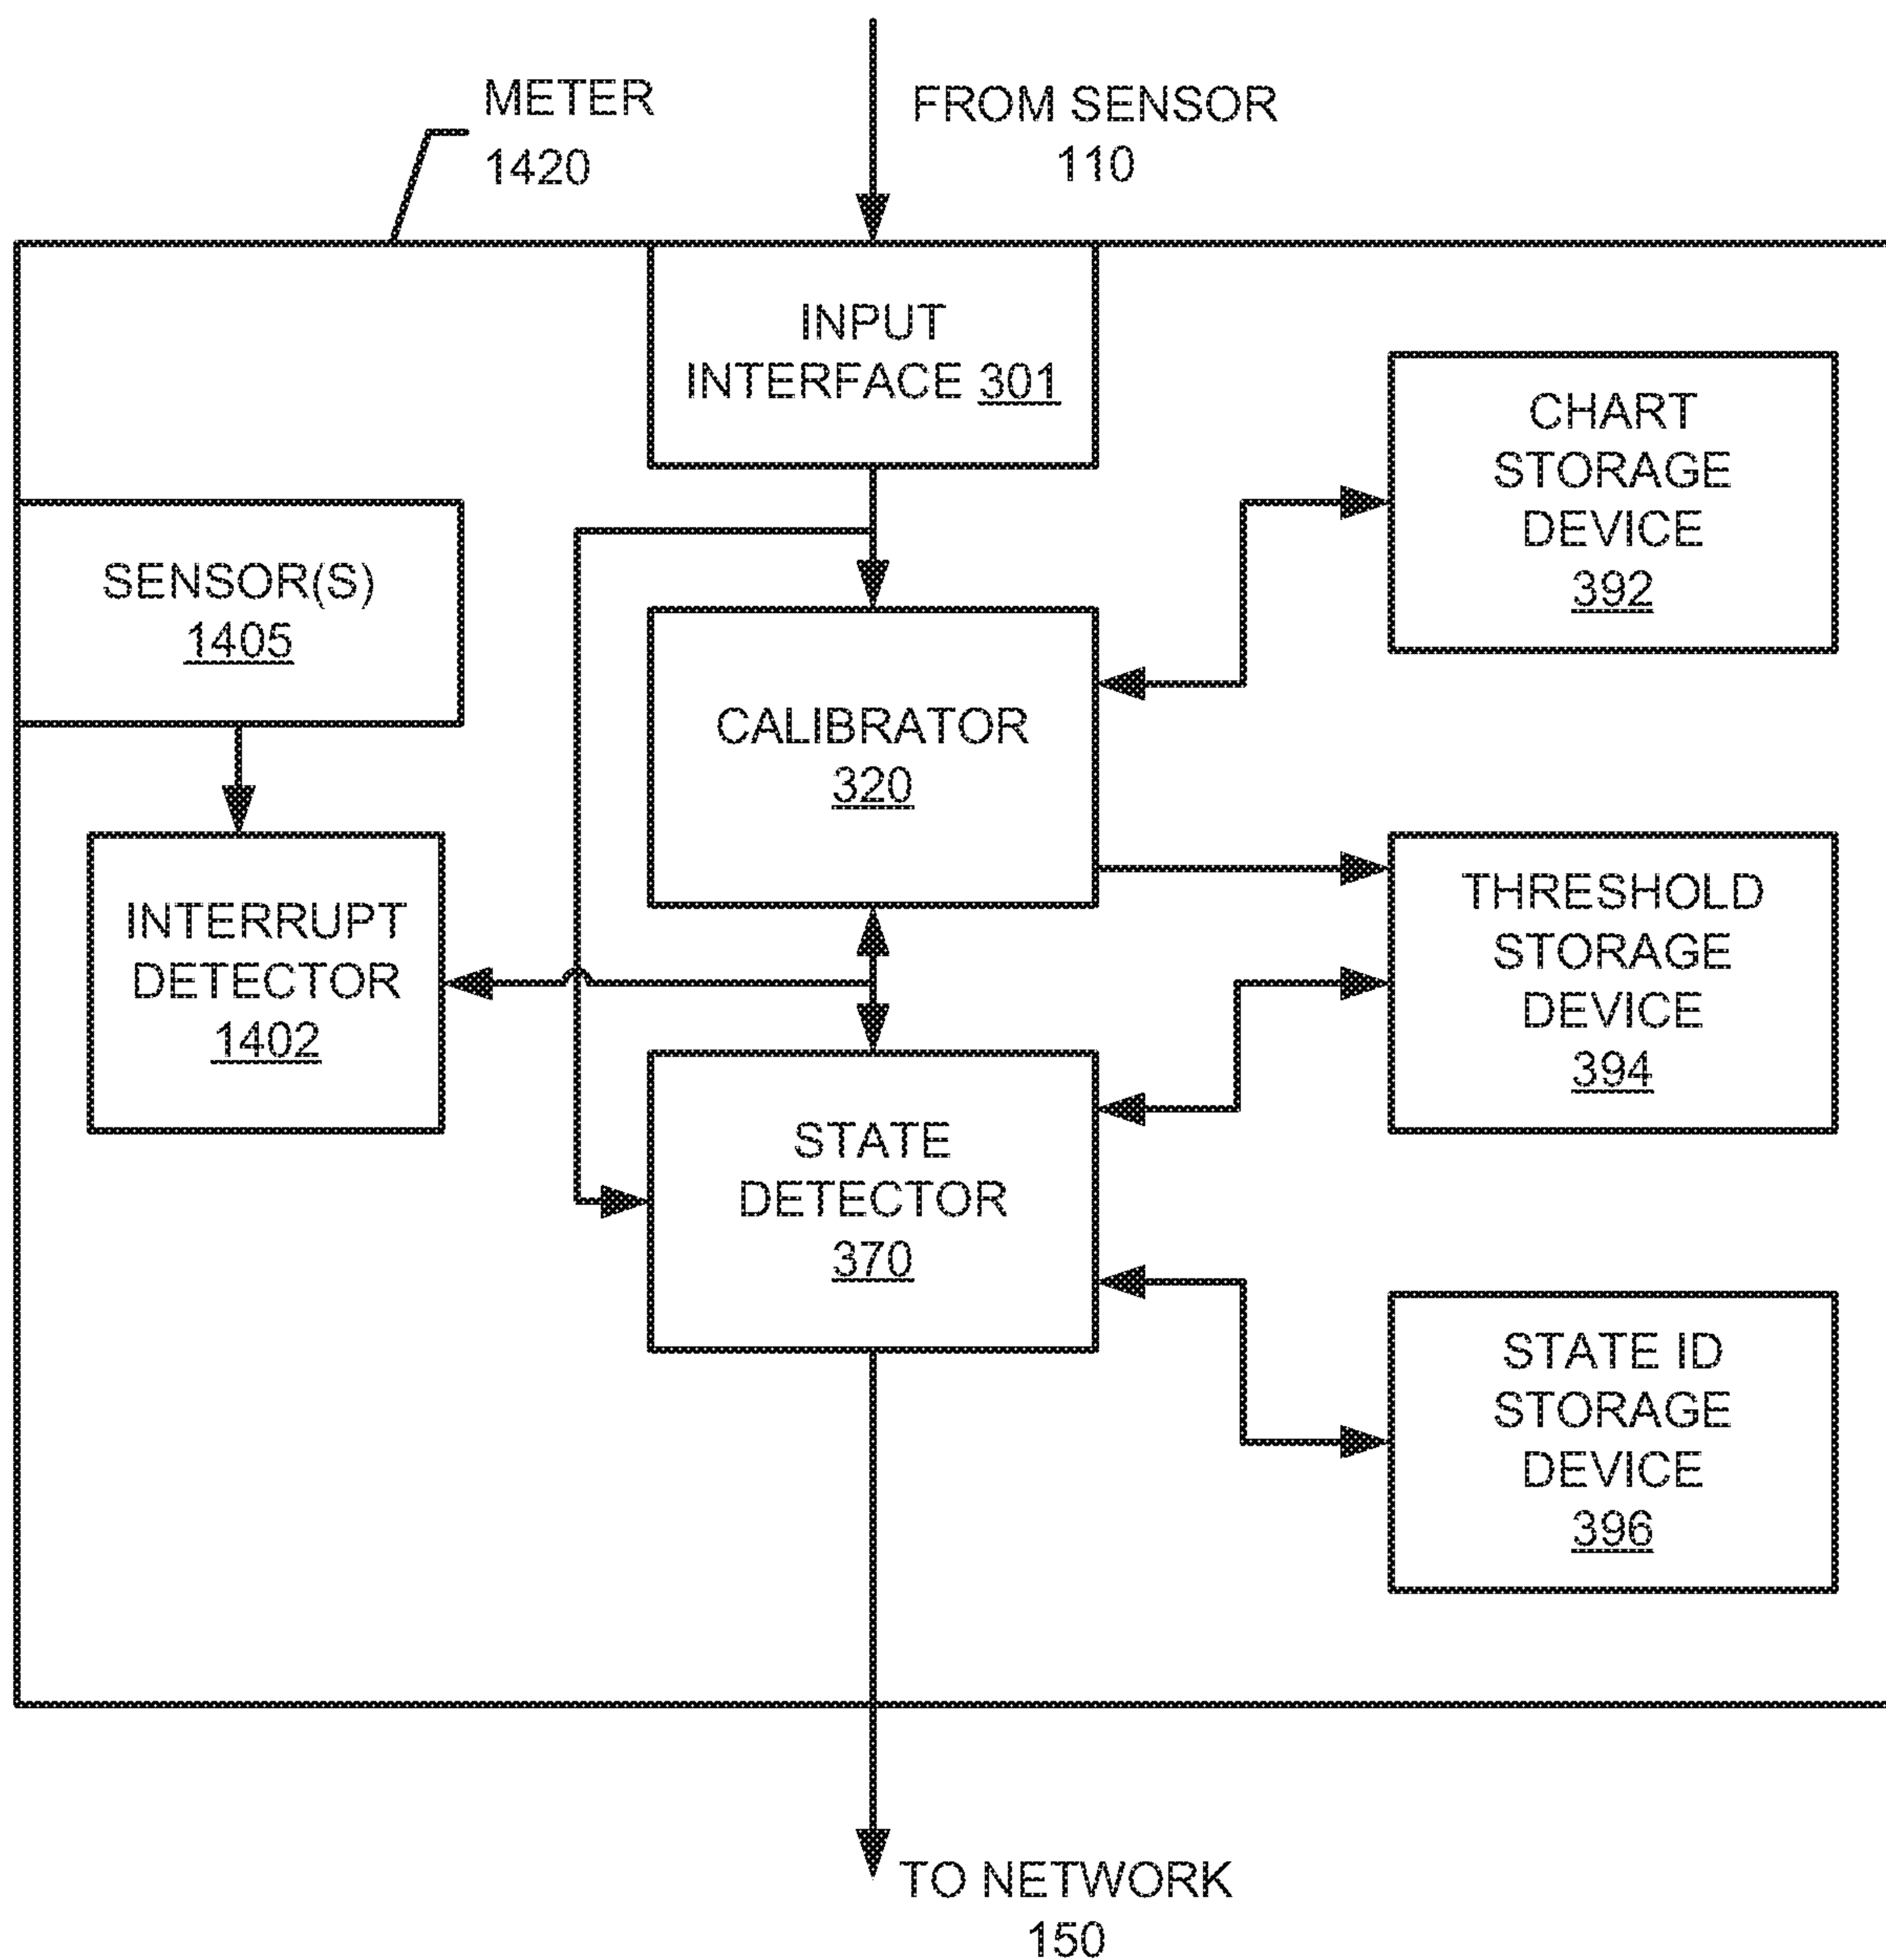 METER
1420
FROM SENSOR
110
INPUT
INTERFACE 301
CHART
STORAGE
DEVICE
392
SENSOR(S)
1405
CALIBRATOR
320
INTERRUPT
DETECTOR
1402
THRESHOLD
STORAGE
DEVICE
394
STATE
DETECTOR
370
STATE ID
STORAGE
DEVICE
396
TO NETWORK
150